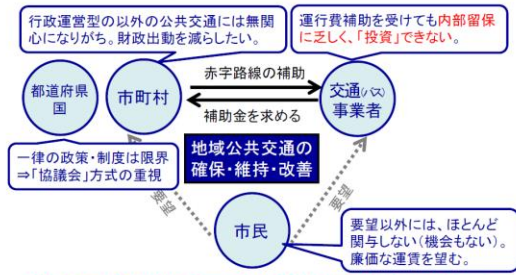 行政運営型の以外の公共交通には無関
心になりがち。財政出動を減らしたい。
運行費補助を受けても内部留保
に乏しく、「投資」できない。
都道府県
国
市町村
赤字路線の補助
補助金を求める
交通(バス)
事業者
一律の政策・制度は限界
⇒「協議会」方式の重視
地域公共交通の
確保・維持・改善
要望
要望
市民
要望以外には、ほとんど
関与しない(機会もない)。
廉価な運賃を望む。